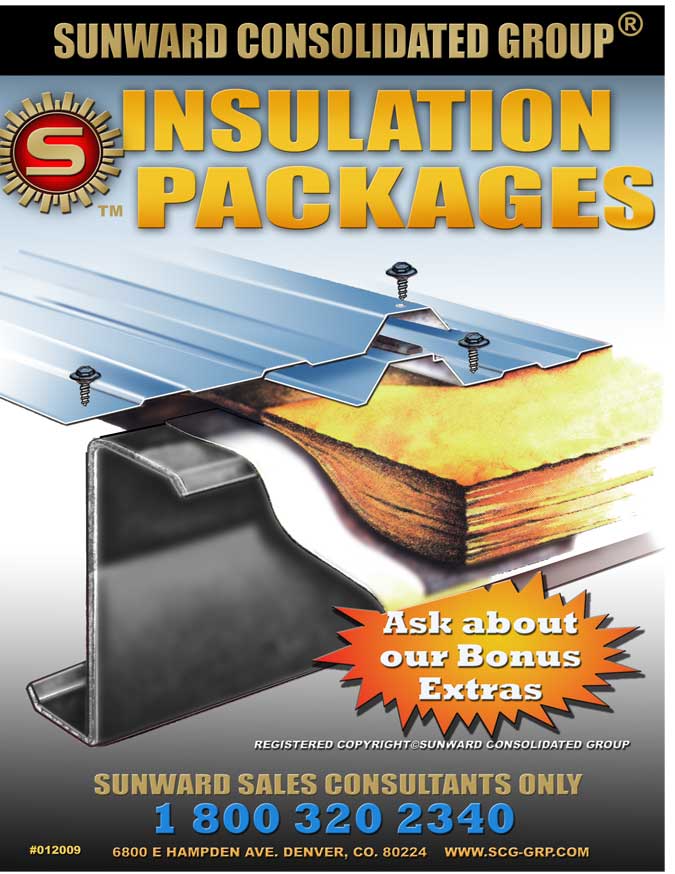 SUNWARD CONSOLIDATED GROUP®
INSULATION
S
PACKAGES
TM
Ask about
our Bonus
Extras
REGISTERED COPYRIGHT©SUNWARD CONSOLIDATED GROUP
SUNWARD SALES CONSULTANTS ONLY
1 800 320 2340
#012009 6800 E HAMPDEN AVE. DENVER, CO. 80224 WWW.SCG-GRP.COM